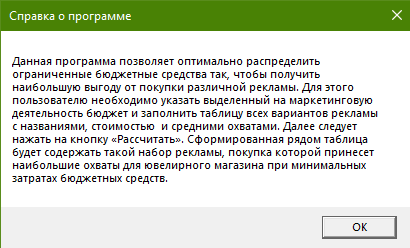 Справка о программе
Данная программа позволяет оптимально распределить
ограниченные бюджетные средства так, чтобы получить
наибольшую выгоду от покупки различной рекламы. Для этого
пользователю необходимо указать выделенный на маркетинговую
деятельность бюджет и заполнить таблицу всех вариантов рекламы
с названиями, стоимостью и средними охватами. Далее следует
нажать на кнопку «Рассчитать». Сформированная рядом таблица
будет содержать такой набор рекламы, покупка которой принесет
наибольшие охваты для ювелирного магазина при минимальных
затратах бюджетных средств.
OK